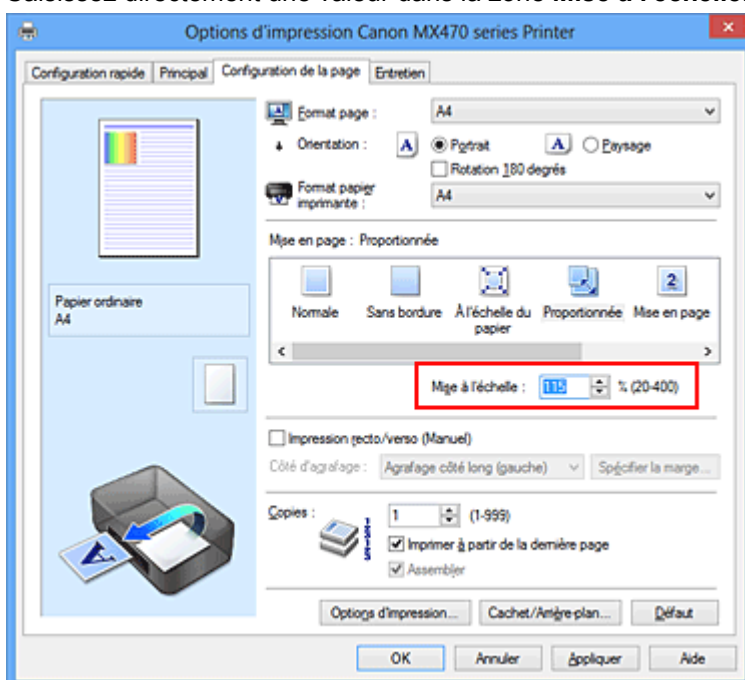 Options d'impression Canon MX470 series Printer
Configuration rapide Principal Configuration de la page Entretien
Format page : A4
Orientation : A Portrait A Paysage
Rotation 180 degrés
Format papier imprimante : A4
Mise en page : Proportionnée
Normale Sans bordure À l'échelle du papier Proportionnée Mise en page
2
Papier ordinaire
A4
Mise à l'échelle : 115 % (20-400)
Impression recto/verso (Manuel)
Côté d'agrafage : Agrafage côté long (gauche) Spécifier la marge...
Copies : 1 (1-999)
Imprimer à partir de la dernière page
Assembler
Options d'impression... Cachet/Arrière-plan... Défaut
OK Annuler Appliquer Aide